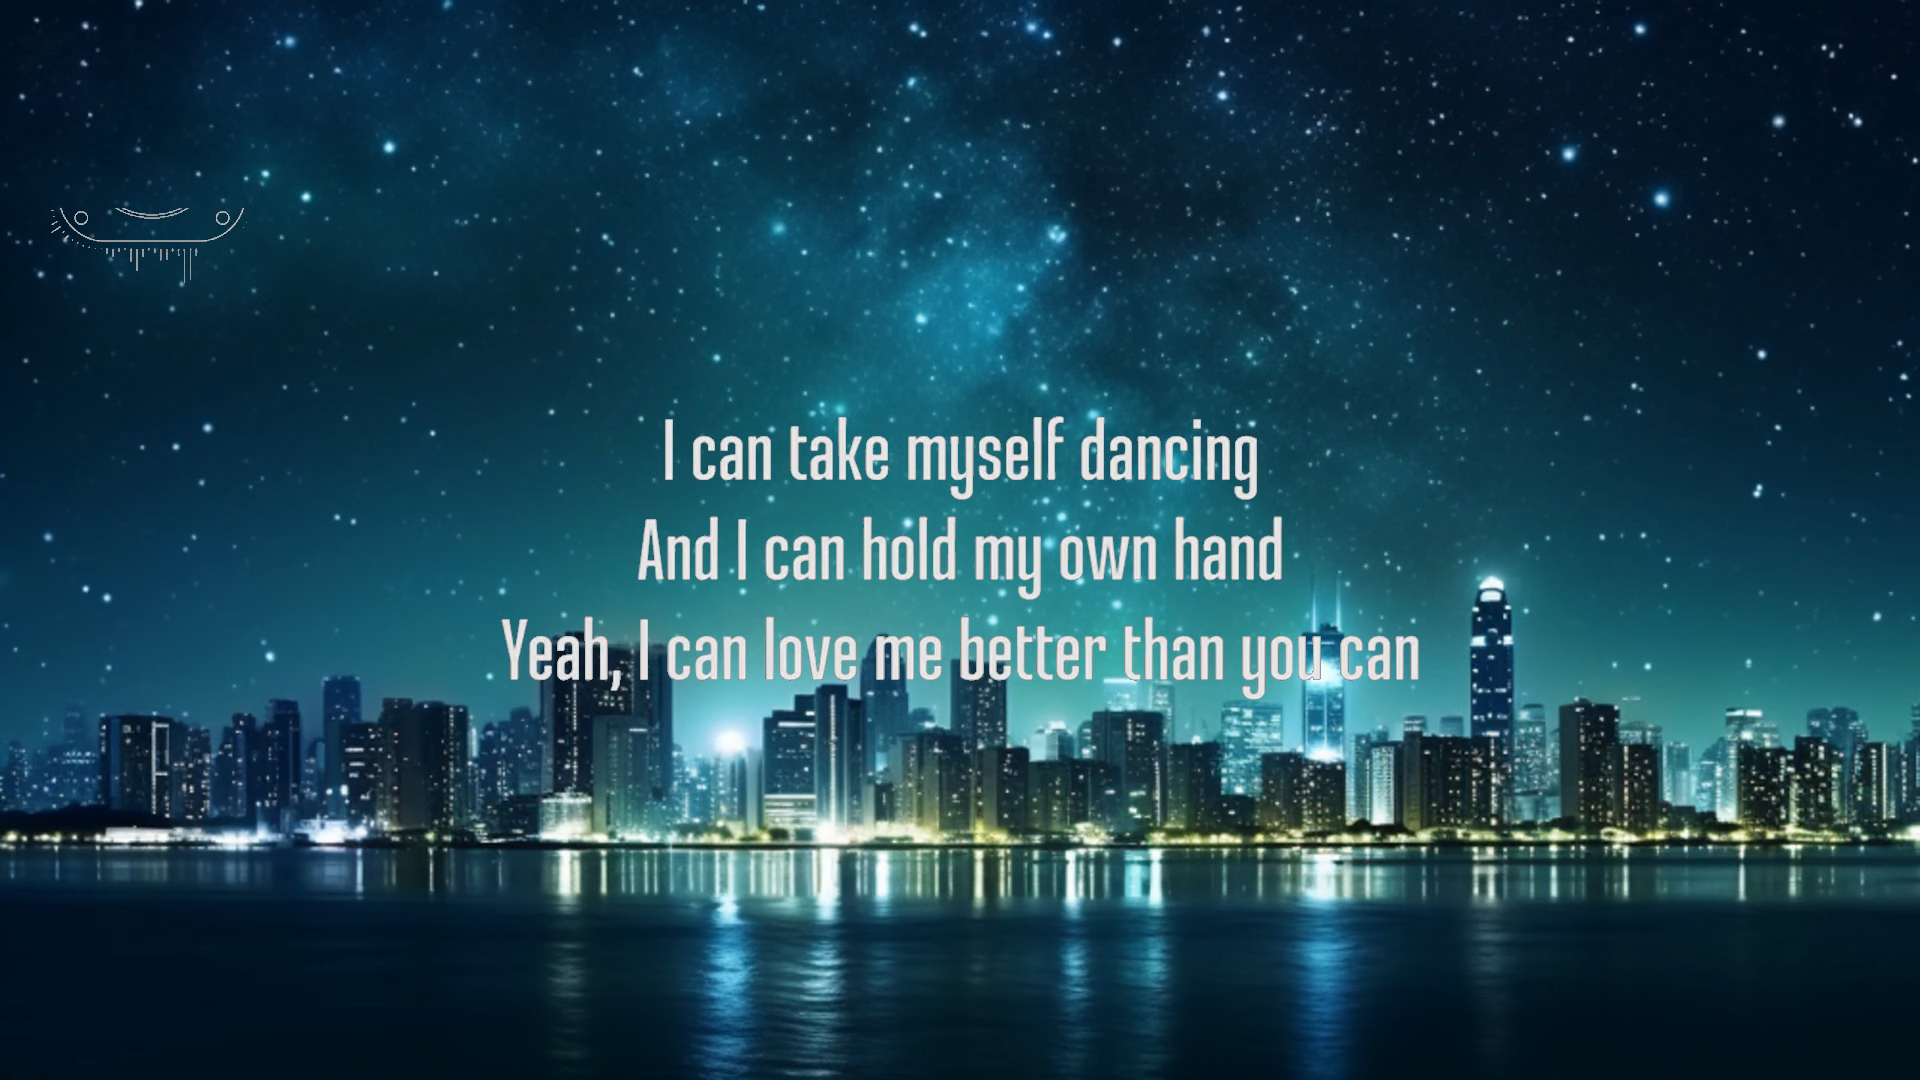 I can take myself dancing
And I can hold my own hand
Yeah, I can love me better than you can